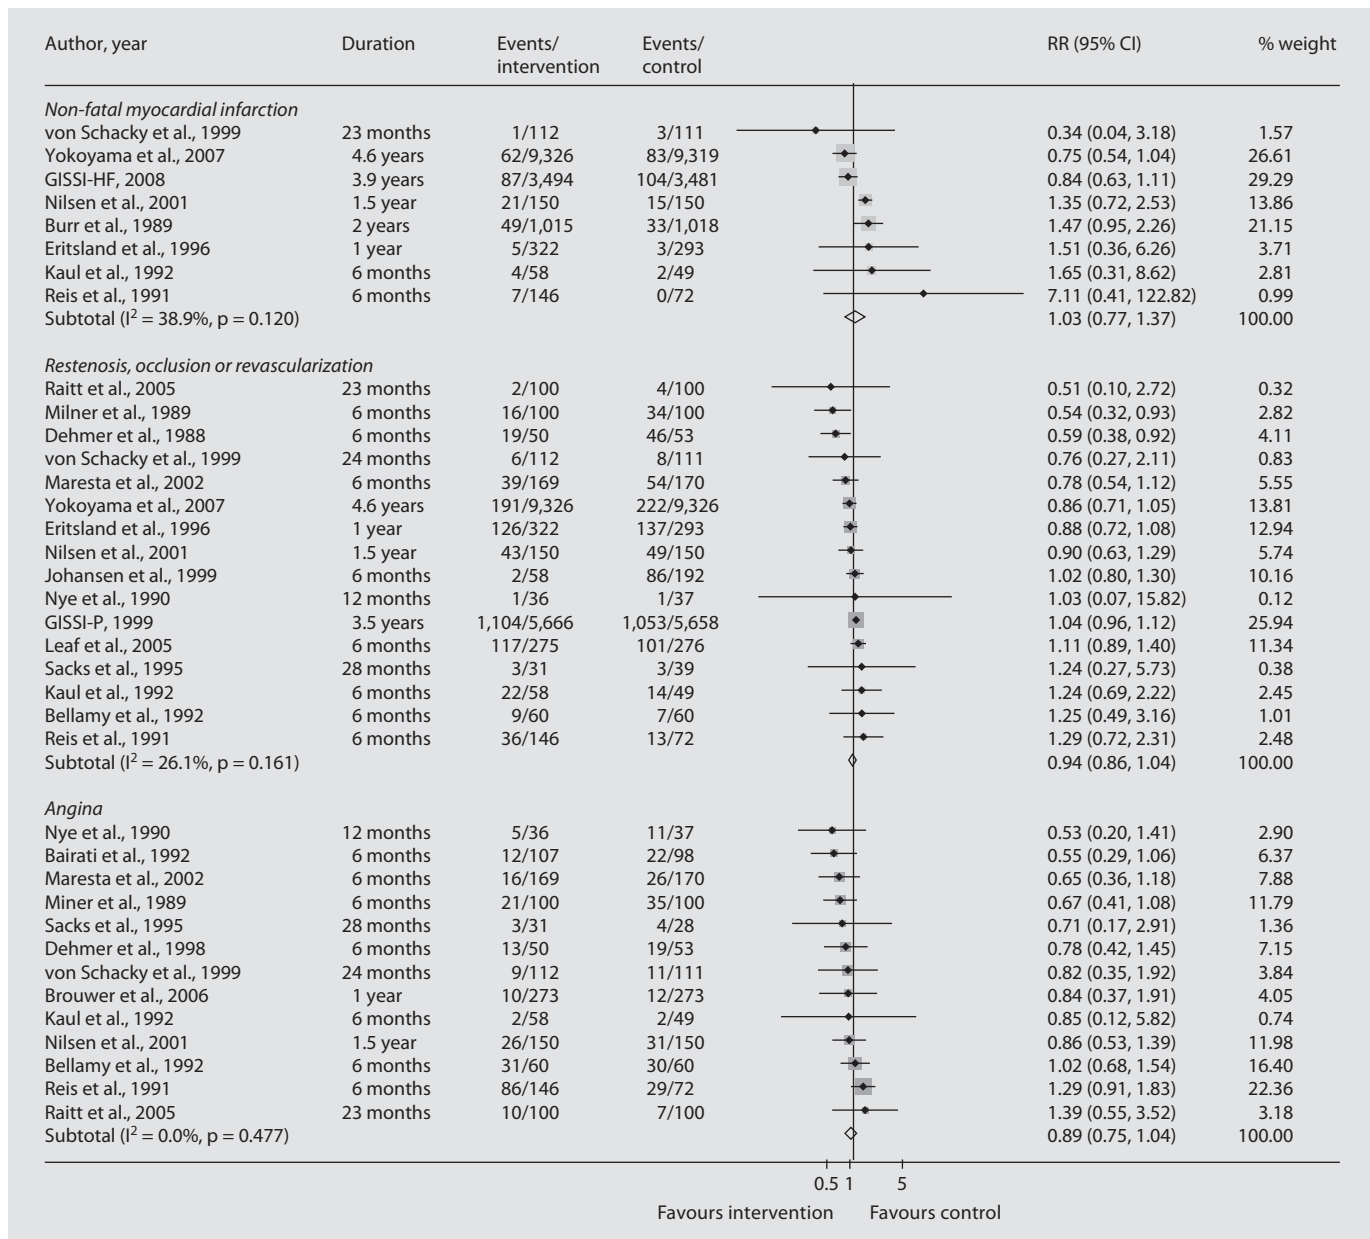 Author, year Duration Events/ intervention Events/ control RR (95% CI) % weight
Non-fatal myocardial infarction
von Schacky et al., 1999 23 months 1/112 3/111 0.34 (0.04, 3.18) 1.57
Yokoyama et al., 2007 4.6 years 62/9,326 83/9,319 0.75 (0.54, 1.04) 26.61
GISSI-HF, 2008 3.9 years 87/3,494 104/3,481 0.84 (0.63, 1.11) 29.29
Nilsen et al., 2001 1.5 year 21/150 15/150 1.35 (0.72, 2.53) 13.86
Burr et al., 1989 2 years 49/1,015 33/1,018 1.47 (0.95, 2.26) 21.15
Eritsland et al., 1996 1 year 5/322 3/293 1.51 (0.36, 6.26) 3.71
Kaul et al., 1992 6 months 4/58 2/49 1.65 (0.31, 8.62) 2.81
Reis et al., 1991 6 months 7/146 0/72 7.11 (0.41, 122.82) 0.99
Subtotal (I² = 38.9%, p = 0.120) 1.03 (0.77, 1.37) 100.00
Restenosis, occlusion or revascularization
Raitt et al., 2005 23 months 2/100 4/100 0.51 (0.10, 2.72) 0.32
Milner et al., 1989 6 months 16/100 34/100 0.54 (0.32, 0.93) 2.82
Dehmer et al., 1988 6 months 19/50 46/53 0.59 (0.38, 0.92) 4.11
von Schacky et al., 1999 24 months 6/112 8/111 0.76 (0.27, 2.11) 0.83
Maresta et al., 2002 6 months 39/169 54/170 0.78 (0.54, 1.12) 5.55
Yokoyama et al., 2007 4.6 years 191/9,326 222/9,326 0.86 (0.71, 1.05) 13.81
Eritsland et al., 1996 1 year 126/322 137/293 0.88 (0.72, 1.08) 12.94
Nilsen et al., 2001 1.5 year 43/150 49/150 0.90 (0.63, 1.29) 5.74
Johansen et al., 1999 6 months 2/58 86/192 1.02 (0.80, 1.30) 10.16
Nye et al., 1990 12 months 1/36 1/37 1.03 (0.07, 15.82) 0.12
GISSI-P, 1999 3.5 years 1,104/5,666 1,053/5,658 1.04 (0.96, 1.12) 25.94
Leaf et al., 2005 6 months 117/275 101/276 1.11 (0.89, 1.40) 11.34
Sacks et al., 1995 28 months 3/31 3/39 1.24 (0.27, 5.73) 0.38
Kaul et al., 1992 6 months 22/58 14/49 1.24 (0.69, 2.22) 2.45
Bellamy et al., 1992 6 months 9/60 7/60 1.25 (0.49, 3.16) 1.01
Reis et al., 1991 6 months 36/146 13/72 1.29 (0.72, 2.31) 2.48
Subtotal (I² = 26.1%, p = 0.161) 0.94 (0.86, 1.04) 100.00
Angina
Nye et al., 1990 12 months 5/36 11/37 0.53 (0.20, 1.41) 2.90
Bairati et al., 1992 6 months 12/107 22/98 0.55 (0.29, 1.06) 6.37
Maresta et al., 2002 6 months 16/169 26/170 0.65 (0.36, 1.18) 7.88
Miner et al., 1989 6 months 21/100 35/100 0.67 (0.41, 1.08) 11.79
Sacks et al., 1995 28 months 3/31 4/28 0.71 (0.17, 2.91) 1.36
Dehmer et al., 1998 6 months 13/50 19/53 0.78 (0.42, 1.45) 7.15
von Schacky et al., 1999 24 months 9/112 11/111 0.82 (0.35, 1.92) 3.84
Brouwer et al., 2006 1 year 10/273 12/273 0.84 (0.37, 1.91) 4.05
Kaul et al., 1992 6 months 2/58 2/49 0.85 (0.12, 5.82) 0.74
Nilsen et al., 2001 1.5 year 26/150 31/150 0.86 (0.53, 1.39) 11.98
Bellamy et al., 1992 6 months 31/60 30/60 1.02 (0.68, 1.54) 16.40
Reis et al., 1991 6 months 86/146 29/72 1.29 (0.91, 1.83) 22.36
Raitt et al., 2005 23 months 10/100 7/100 1.39 (0.55, 3.52) 3.18
Subtotal (I² = 0.0%, p = 0.477) 0.89 (0.75, 1.04) 100.00
0.5 1 5
Favours intervention Favours control